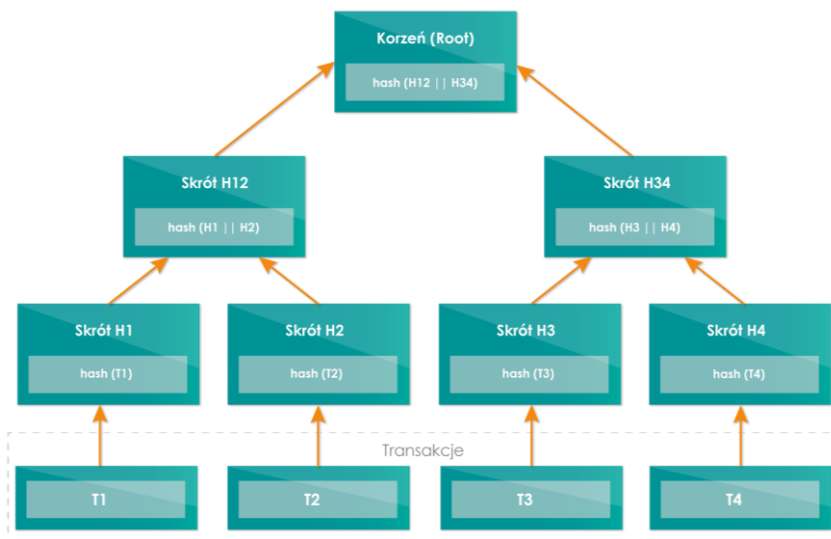 Korzeń (Root)
hash (H12 || H34)
Skrót H12
hash (H1 || H2)
Skrót H34
hash (H3 || H4)
Skrót H1
hash (T1)
Skrót H2
hash (T2)
Skrót H3
hash (T3)
Skrót H4
hash (T4)
Transakcje
T1
T2
T3
T4